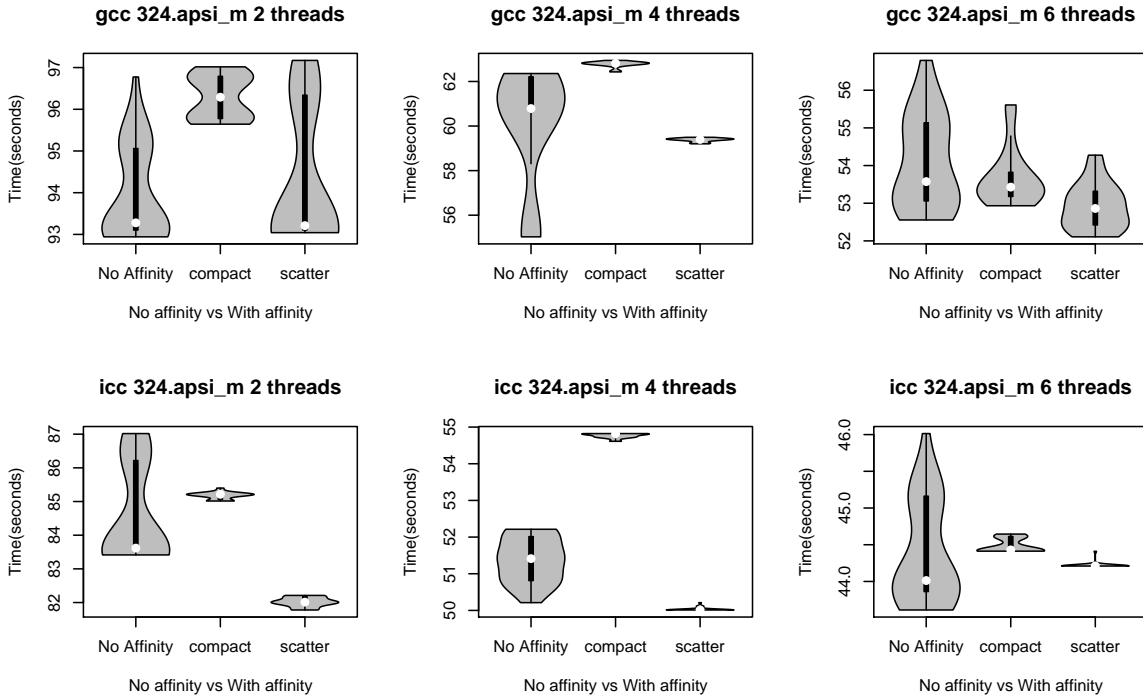 gcc 324.apsi_m 2 threads
Time(seconds)
97
96
95
94
93
No Affinity compact scatter
No affinity vs With affinity
gcc 324.apsi_m 4 threads
Time(seconds)
62
60
58
56
No Affinity compact scatter
No affinity vs With affinity
gcc 324.apsi_m 6 threads
Time(seconds)
56
55
54
53
52
No Affinity compact scatter
No affinity vs With affinity
icc 324.apsi_m 2 threads
Time(seconds)
87
86
85
84
83
82
No Affinity compact scatter
No affinity vs With affinity
icc 324.apsi_m 4 threads
Time(seconds)
55
54
53
52
51
50
No Affinity compact scatter
No affinity vs With affinity
icc 324.apsi_m 6 threads
Time(seconds)
46.0
45.0
44.0
No Affinity compact scatter
No affinity vs With affinity